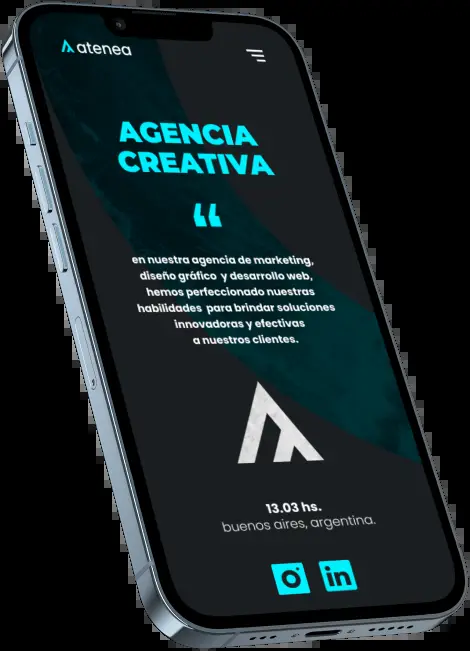 atenea
AGENCIA
CREATIVA
“
en nuestra agencia de marketing,
diseño gráfico y desarrollo web,
hemos perfeccionado nuestras
habilidades para brindar soluciones
innovadoras y efectivas
a nuestros clientes.
13.03 hs.
buenos aires, argentina.
in